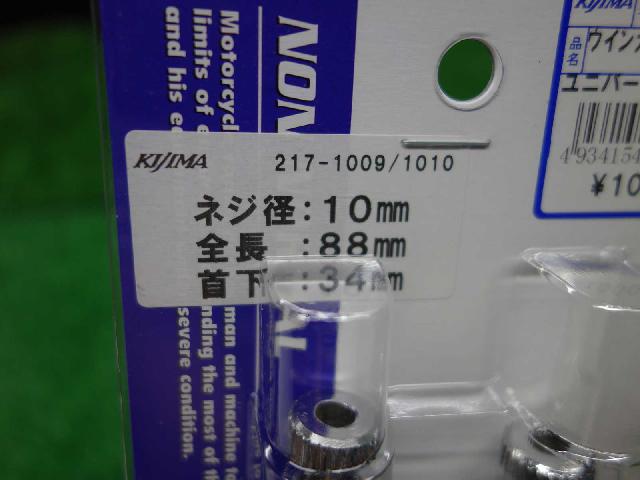 KIJIMA 217-1009/1010
ネジ径:10mm
全長:88mm
首下:34mm
KIJIMA
品名
ウイン
ユニバー
4 934154
¥10
Motorcycl
limits of
and his
man and machine
nding the most of
severe condition.